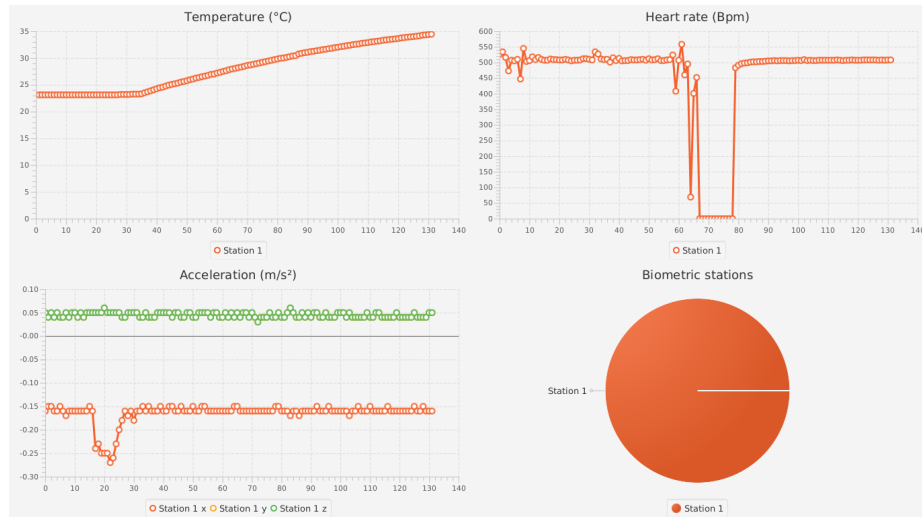 Temperature (°C)
35
30
25
20
15
10
5
0
0 10 20 30 40 50 60 70 80 90 100 110 120 130 140
Station 1
Heart rate (Bpm)
600
550
500
450
400
350
300
250
200
150
100
50
0
0 10 20 30 40 50 60 70 80 90 100 110 120 130 140
Station 1
Acceleration (m/s²)
0.10
0.05
-0.00
-0.05
-0.10
-0.15
-0.20
-0.25
-0.30
0 10 20 30 40 50 60 70 80 90 100 110 120 130 140
Station 1 x Station 1 y Station 1 z
Biometric stations
Station 1
Station 1